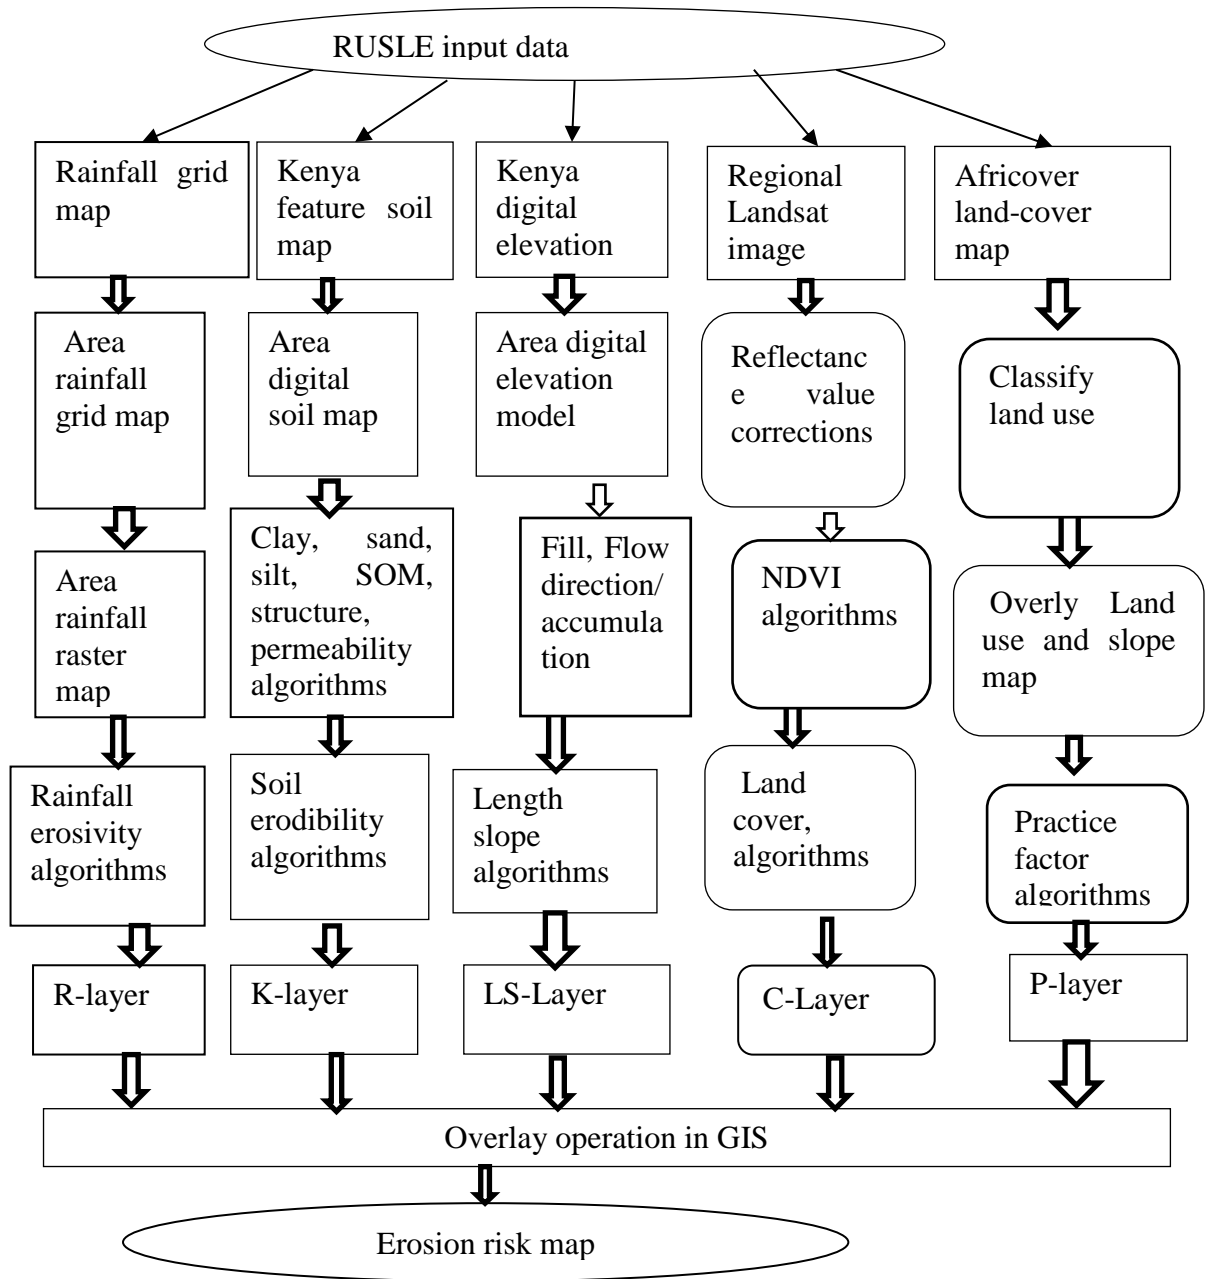 RUSLE input data
Rainfall grid
map
Kenya
feature soil
map
Kenya
digital
elevation
Regional
Landsat
image
Africover
land-cover
map
Area
rainfall
grid map
Area
digital
soil map
Area digital
elevation
model
Reflectanc
e value
corrections
Classify
land use
Area
rainfall
raster
map
Clay, sand,
silt, SOM,
structure,
permeability
algorithms
Fill, Flow
direction/
accumula
tion
NDVI
algorithms
Overly Land
use and slope
map
Rainfall
erosivity
algorithms
Soil
erodibility
algorithms
Length
slope
algorithms
Land
cover,
algorithms
Practice
factor
algorithms
R-layer
K-layer
LS-Layer
C-Layer
P-layer
Overlay operation in GIS
Erosion risk map